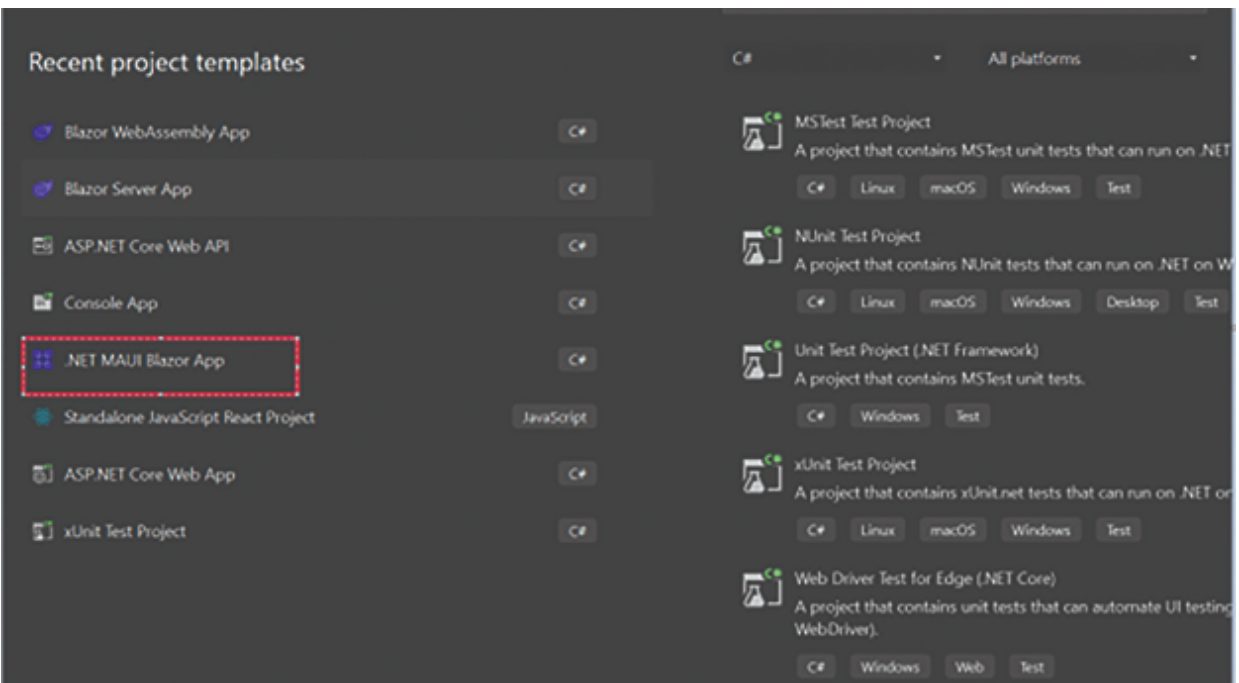 Recent project templates
Blazor WebAssembly App C#
Blazor Server App C#
ASP.NET Core Web API C#
Console App C#
.NET MAUI Blazor App C#
Standalone JavaScript React Project JavaScript
ASP.NET Core Web App C#
xUnit Test Project C#
C# All platforms
MSTest Test Project
A project that contains MSTest unit tests that can run on .NET
C# Linux macOS Windows Test
NUnit Test Project
A project that contains NUnit tests that can run on .NET on W
C# Linux macOS Windows Desktop Test
Unit Test Project (.NET Framework)
A project that contains MSTest unit tests.
C# Windows Test
xUnit Test Project
A project that contains xUnit.net tests that can run on .NET or
C# Linux macOS Windows Test
Web Driver Test for Edge (.NET Core)
A project that contains unit tests that can automate UI testing
WebDriver).
C# Windows Web Test